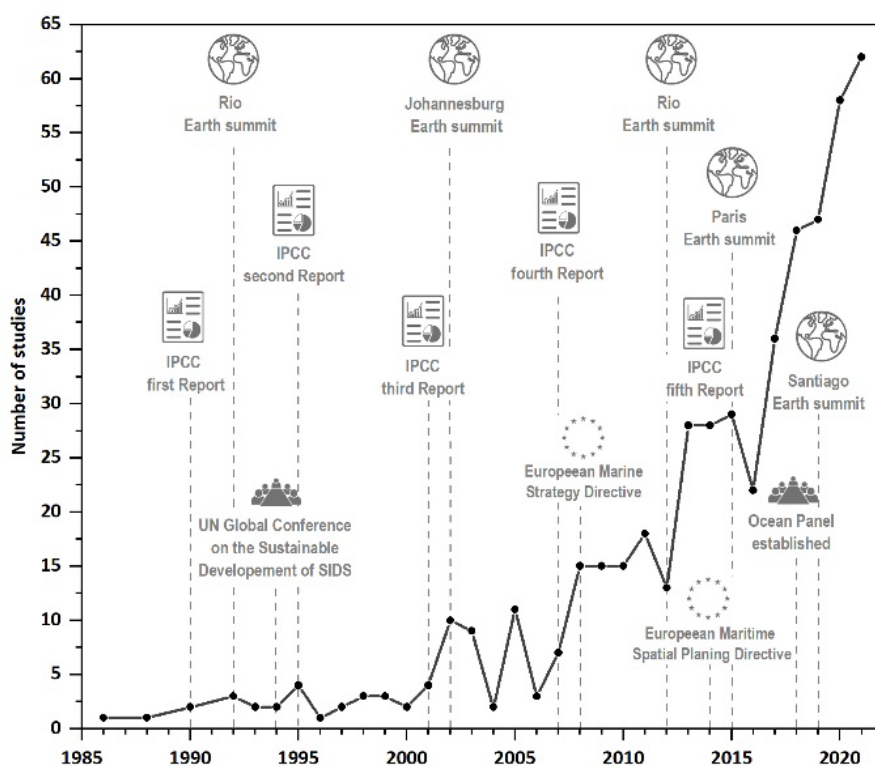 65
60
55
50
45
40
35
30
25
20
15
10
5
0
Number of studies
Rio
Earth summit
Johannesburg
Earth summit
Rio
Earth summit
Paris
Earth summit
IPCC
second Report
IPCC
fourth Report
IPCC
first Report
IPCC
third Report
IPCC
fifth Report
Santiago
Earth summit
Europeean Marine
Strategy Directive
UN Global Conference
on the Sustainable
Developement of SIDS
Ocean Panel
established
Europeean Maritime
Spatial Planing Directive
1985 1990 1995 2000 2005 2010 2015 2020